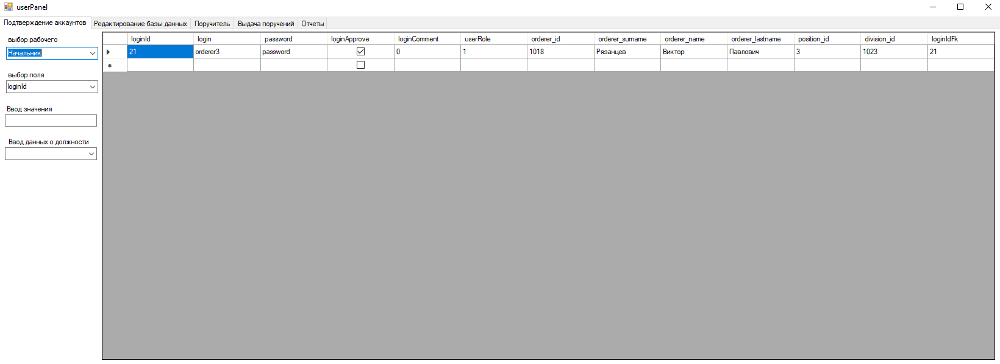 userPanel
Подтверждение аккаунтов Редактирование базы данных Поручитель Выдача поручений Отчеты
выбор рабочего
Начальник
выбор поля
loginId
Ввод значения
Ввод данных о должности
loginId login password loginApprove loginComment userRole orderer_id orderer_surname orderer_name orderer_lastname position_id division_id loginIdFk
21 orderer3 password 0 1 1018 Рязанцев Виктор Павлович 3 1023 21